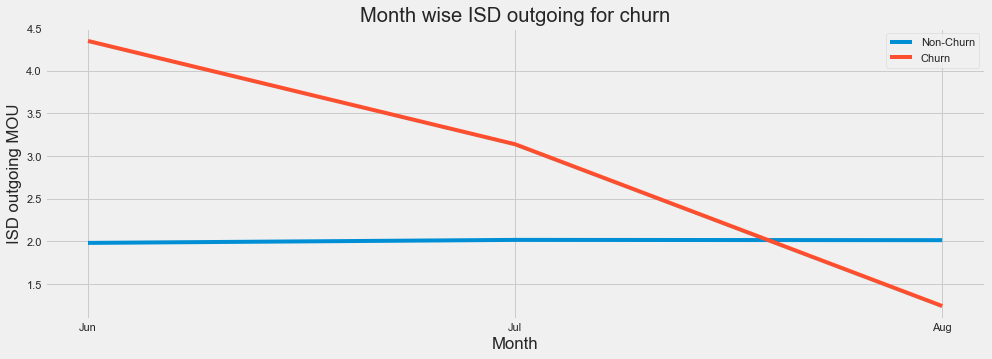 Month wise ISD outgoing for churn
Non-Churn
Churn
ISD outgoing MOU
4.5
4.0
3.5
3.0
2.5
2.0
1.5
Jun
Jul
Aug
Month